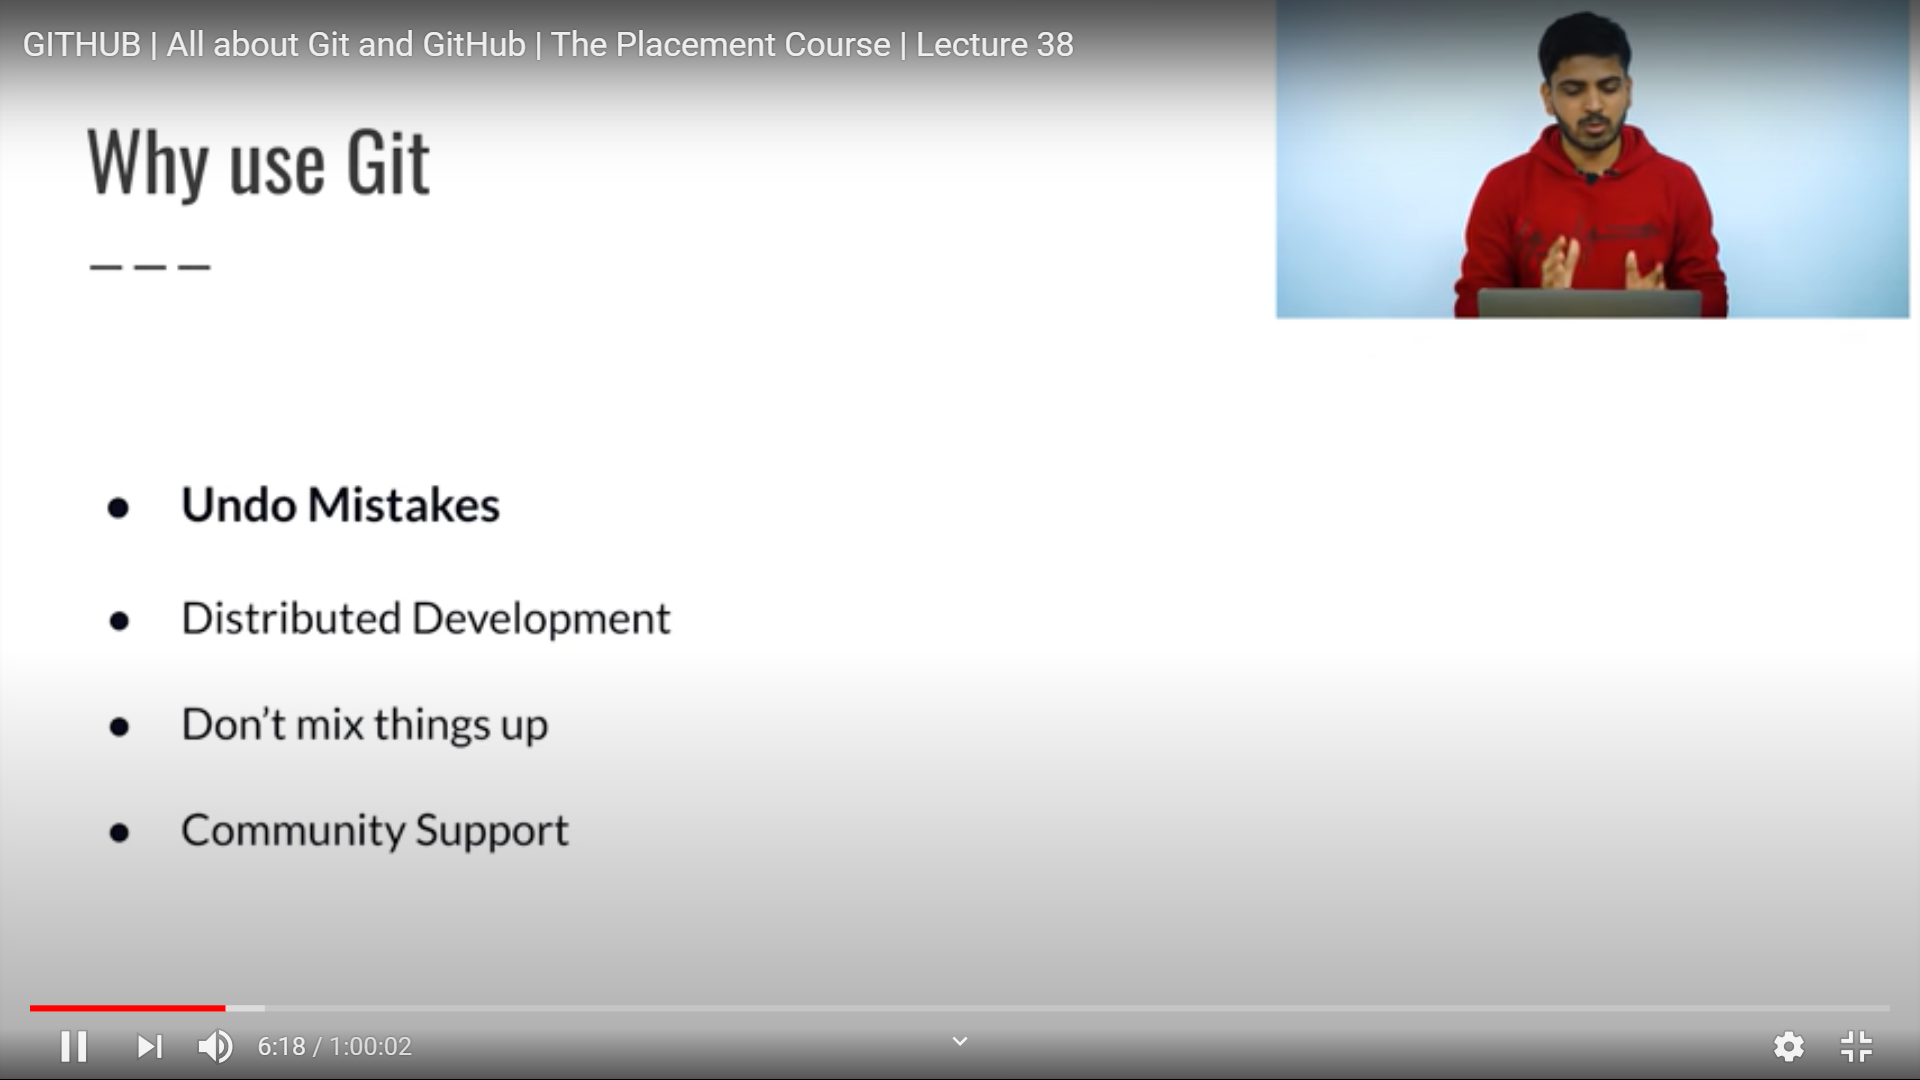 GITHUB | All about Git and GitHub | The Placement Course | Lecture 38
Why use Git
● Undo Mistakes
● Distributed Development
● Don’t mix things up
● Community Support
6:18 / 1:00:02